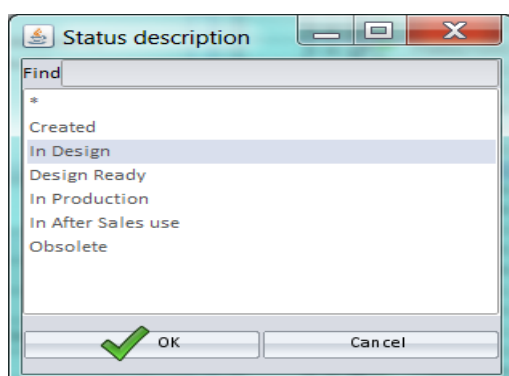 Status description
Find
*
Created
In Design
Design Ready
In Production
In After Sales use
Obsolete
OK Cancel